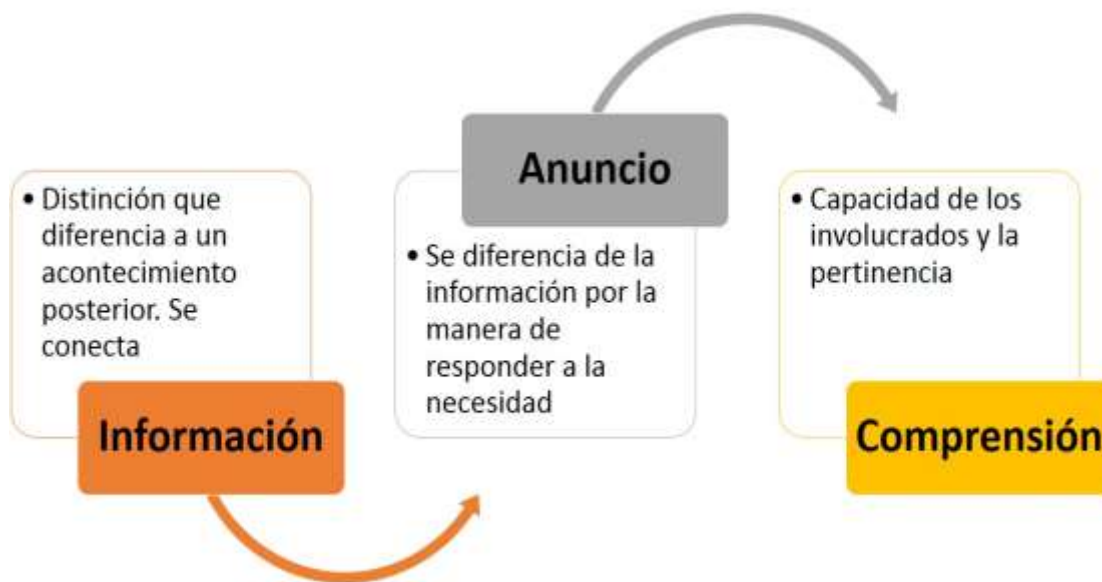 • Distinción que
diferencia a un
acontecimiento
posterior. Se
conecta
Información
Anuncio
• Se diferencia de la
información por la
manera de
responder a la
necesidad
• Capacidad de los
involucrados y la
pertinencia
Comprensión